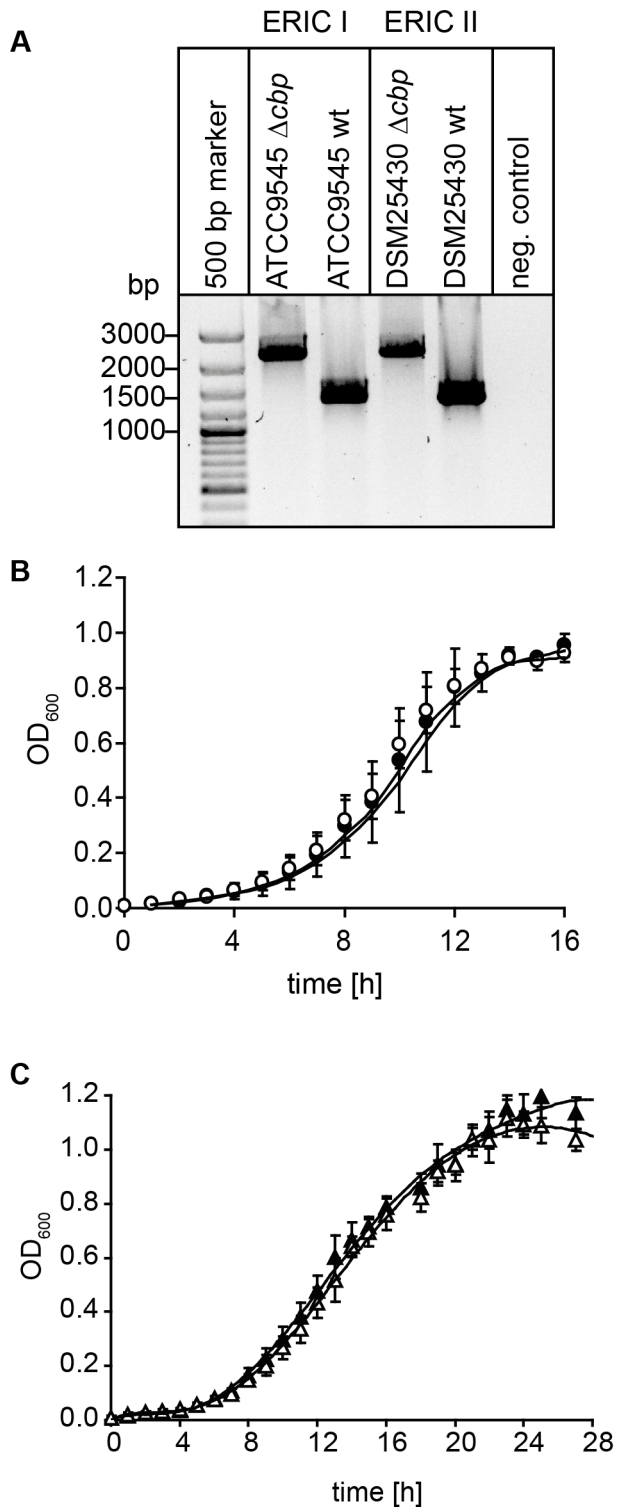 A
ERIC I ERIC II
500 bp marker
ATCC9545 Δcbp
ATCC9545 wt
DSM25430 Δcbp
DSM25430 wt
neg. control
bp
3000
2000
1500
1000
B
1.2
1.0
0.8
0.6
0.4
0.2
0.0
OD600
0 4 8 12 16
time [h]
C
1.2
1.0
0.8
0.6
0.4
0.2
0.0
OD600
0 4 8 12 16 20 24 28
time [h]